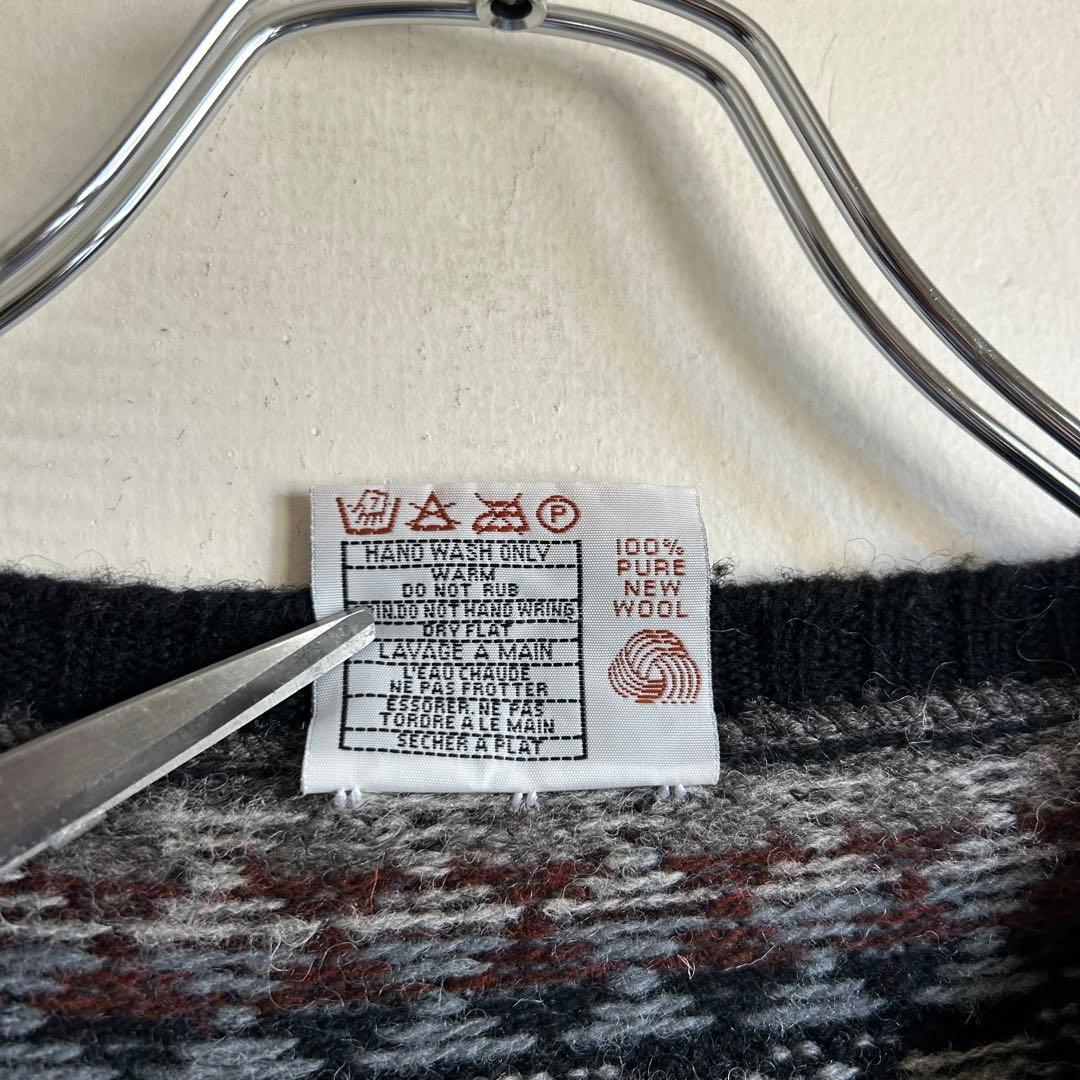 7
P
HAND WASH ONLY
WARM
DO NOT RUB
DO NOT HAND WRING
DRY FLAT
LAVAGE A MAIN
L'EAU CHAUDE
NE PAS FROTTER
ESSORER NE PAS
TORDRE A LE MAIN
SECHER A PLAT
100%
PURE
NEW
WOOL